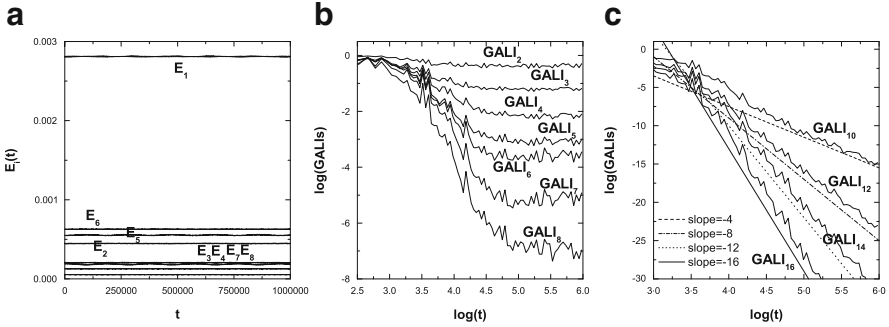 a
0.003
0.002
0.001
0.000
E₁
E₆
E₅
E₂
E₃E₄E₇E₈
Eᵢ(t)
0
250000
500000
750000
1000000
t
b
0
-2
-4
-6
-8
GALI₂
GALI₃
GALI₄
GALI₅
GALI₆
GALI₇
GALI₈
log(GALIs)
2.5
3.0
3.5
4.0
4.5
5.0
5.5
6.0
log(t)
c
0
-5
-10
-15
-20
-25
-30
GALI₁₀
GALI₁₂
GALI₁₄
GALI₁₆
slope=-4
slope=-8
slope=-12
slope=-16
log(GALIs)
3·0
3·5
4·0
4·5
5·0
5·5
6·0
log(t)